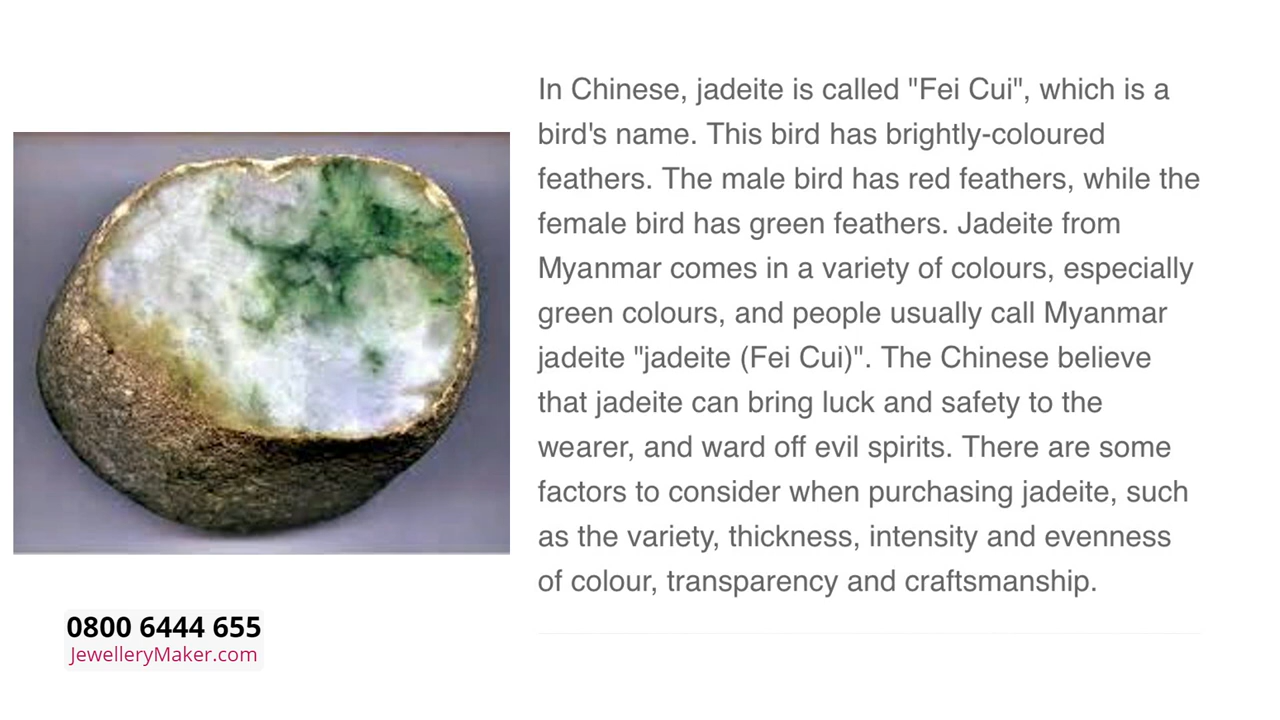 In Chinese, jadeite is called "Fei Cui", which is a
bird's name. This bird has brightly-coloured
feathers. The male bird has red feathers, while the
female bird has green feathers. Jadeite from
Myanmar comes in a variety of colours, especially
green colours, and people usually call Myanmar
jadeite "jadeite (Fei Cui)". The Chinese believe
that jadeite can bring luck and safety to the
wearer, and ward off evil spirits. There are some
factors to consider when purchasing jadeite, such
as the variety, thickness, intensity and evenness
of colour, transparency and craftsmanship.
0800 6444 655
JewelleryMaker.com